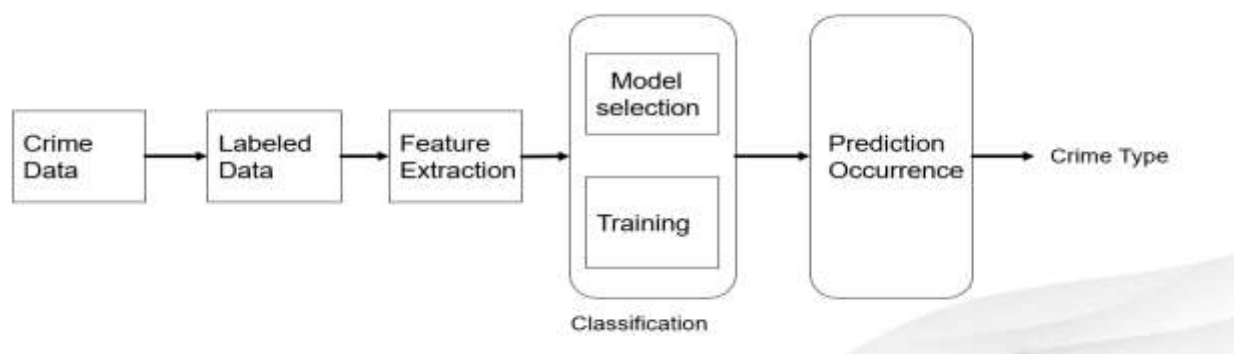 Crime
Data
Labeled
Data
Feature
Extraction
Model
selection
Training
Classification
Prediction
Occurrence
Crime Type